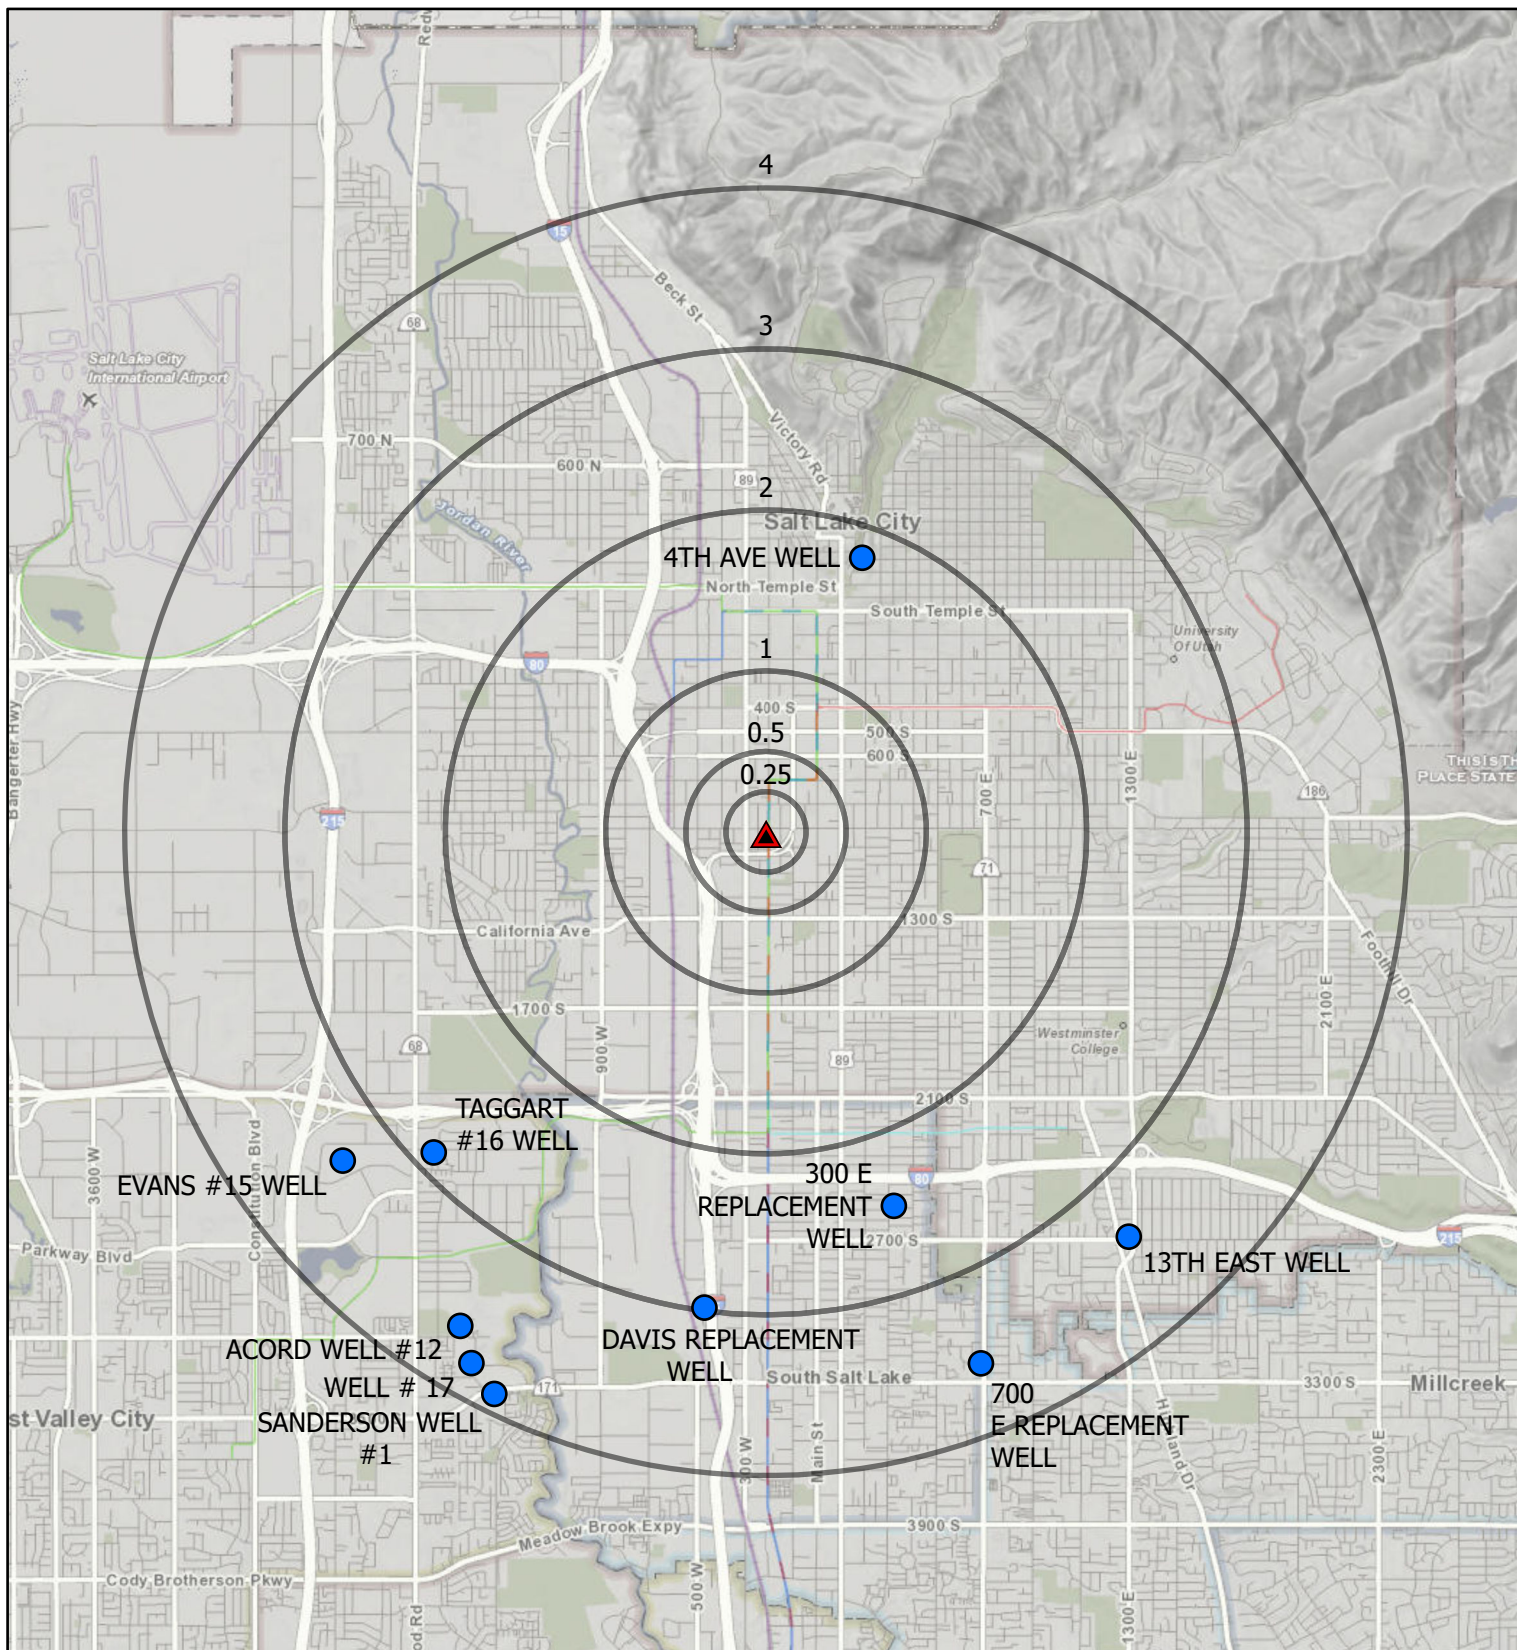 Redw
4
15
Beck St
68
3
Salt Lake City
International Airport
700 N
600 N
89
Victory Rd
2
Jordan River
Salt Lake City
4TH AVE WELL
North Temple St
South Temple St
University
Of Utah
80
1
400 S
0.5
500 S
600 S
0.25
Bangerter Hwy
700 E
1300 E
THIS IS TH
PLACE STATE
186
215
71
1300 S
California Ave
Foothill Dr
2100 E
1700 S
68
900 W
89
Westminster
College
2100 S
TAGGART
#16 WELL
3600 W
Constitution Blvd
EVANS #15 WELL
300 E
REPLACEMENT
WELL
80
2700 S
215
Parkway Blvd
13TH EAST WELL
DAVIS REPLACEMENT
WELL
ACORD WELL #12
WELL # 17
171
South Salt Lake
700
E REPLACEMENT
WELL
3300 S
Millcreek
st Valley City
SANDERSON WELL
#1
Highland Dr
300 W
Main St
2300 E
3900 S
Meadow Brook Expy
Cody Brotherson Pkwy
500 W
od Rd
1300 E